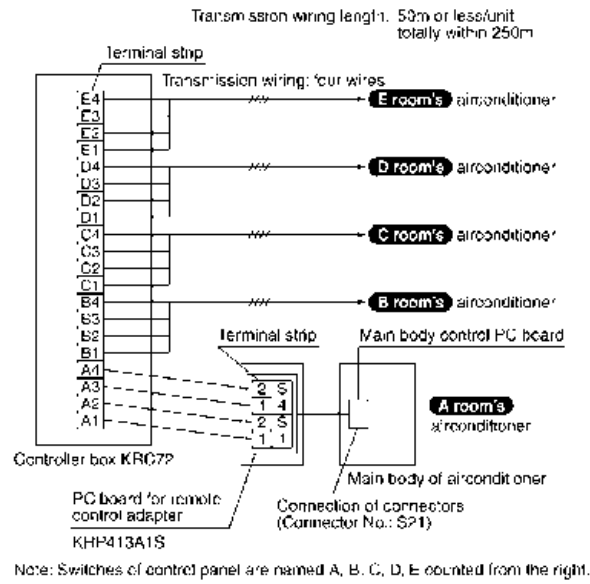 Transmission wiring length. 50m or less/unit
totally within 250m
Terminal strip
Transmission wiring: four wires
E4
E3
E2
E1
D4
D3
D2
D1
C4
C3
C2
C1
B4
B3
B2
B1
A4
A3
A2
A1
E room's airconditioner
D room's airconditioner
C room's airconditioner
B room's airconditioner
Terminal strip
Main body control PC board
2 S
1 4
2 S
1 1
A room's
airconditioner
Controller box KRC72
Main body of airconditioner
PC board for remote
control adapter
KRP413A1S
Connection of connectors
(Connector No.: S21)
Note: Switches of control panel are named A, B, C, D, E counted from the right.